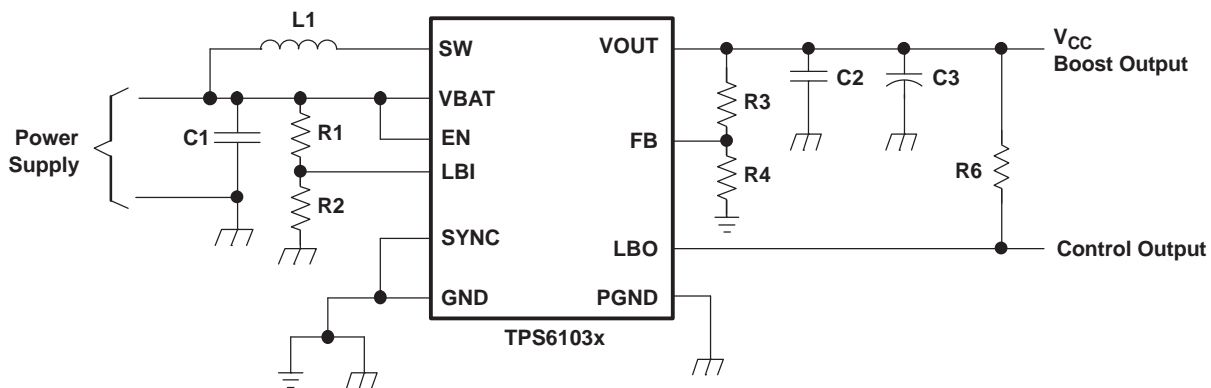 L1
SW
VOUT
V_CC
Boost Output
C2
C3
R3
VBAT
Power
Supply
C1
R1
EN
FB
LBI
R4
R6
R2
SYNC
LBO
Control Output
GND
PGND
TPS6103x